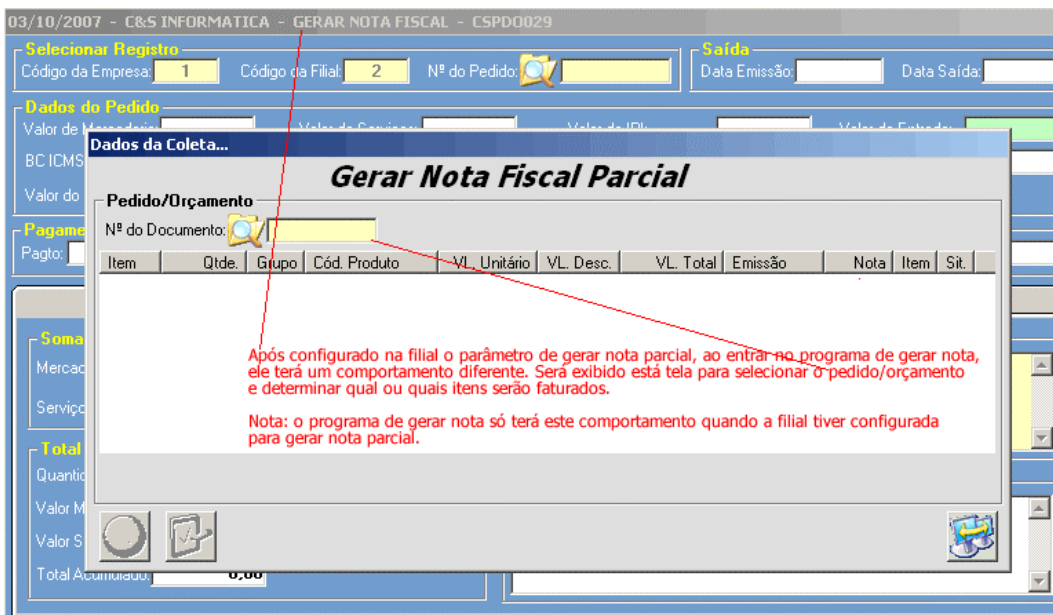 03/10/2007 - C&S INFORMATICA - GERAR NOTA FISCAL - CSPDO029
Selecionar Registro
Código da Empresa: 1 Código da Filial: 2 Nº do Pedido:
Saída
Data Emissão: Data Saída:
Dados do Pedido
Valor de Mercadoria: Valor de Serviços: Valor do IPI: Valor da Entrada:
BC ICMS
Valor do
Pagame
Pagto:
Dados da Coleta...
Gerar Nota Fiscal Parcial
Pedido/Orçamento
Nº do Documento:
Item Qtde. Grupo Cód. Produto VL. Unitário VL. Desc. VL. Total Emissão Nota Item Sit.
Após configurado na filial o parâmetro de gerar nota parcial, ao entrar no programa de gerar nota,
ele terá um comportamento diferente. Será exibido está tela para selecionar o pedido/orçamento
e determinar qual ou quais itens serão faturados.
Nota: o programa de gerar nota só terá este comportamento quando a filial tiver configurada
para gerar nota parcial.
Soma
Mercad
Serviço
Total
Quantid
Valor M
Valor S
Total Acumulado: 0,00